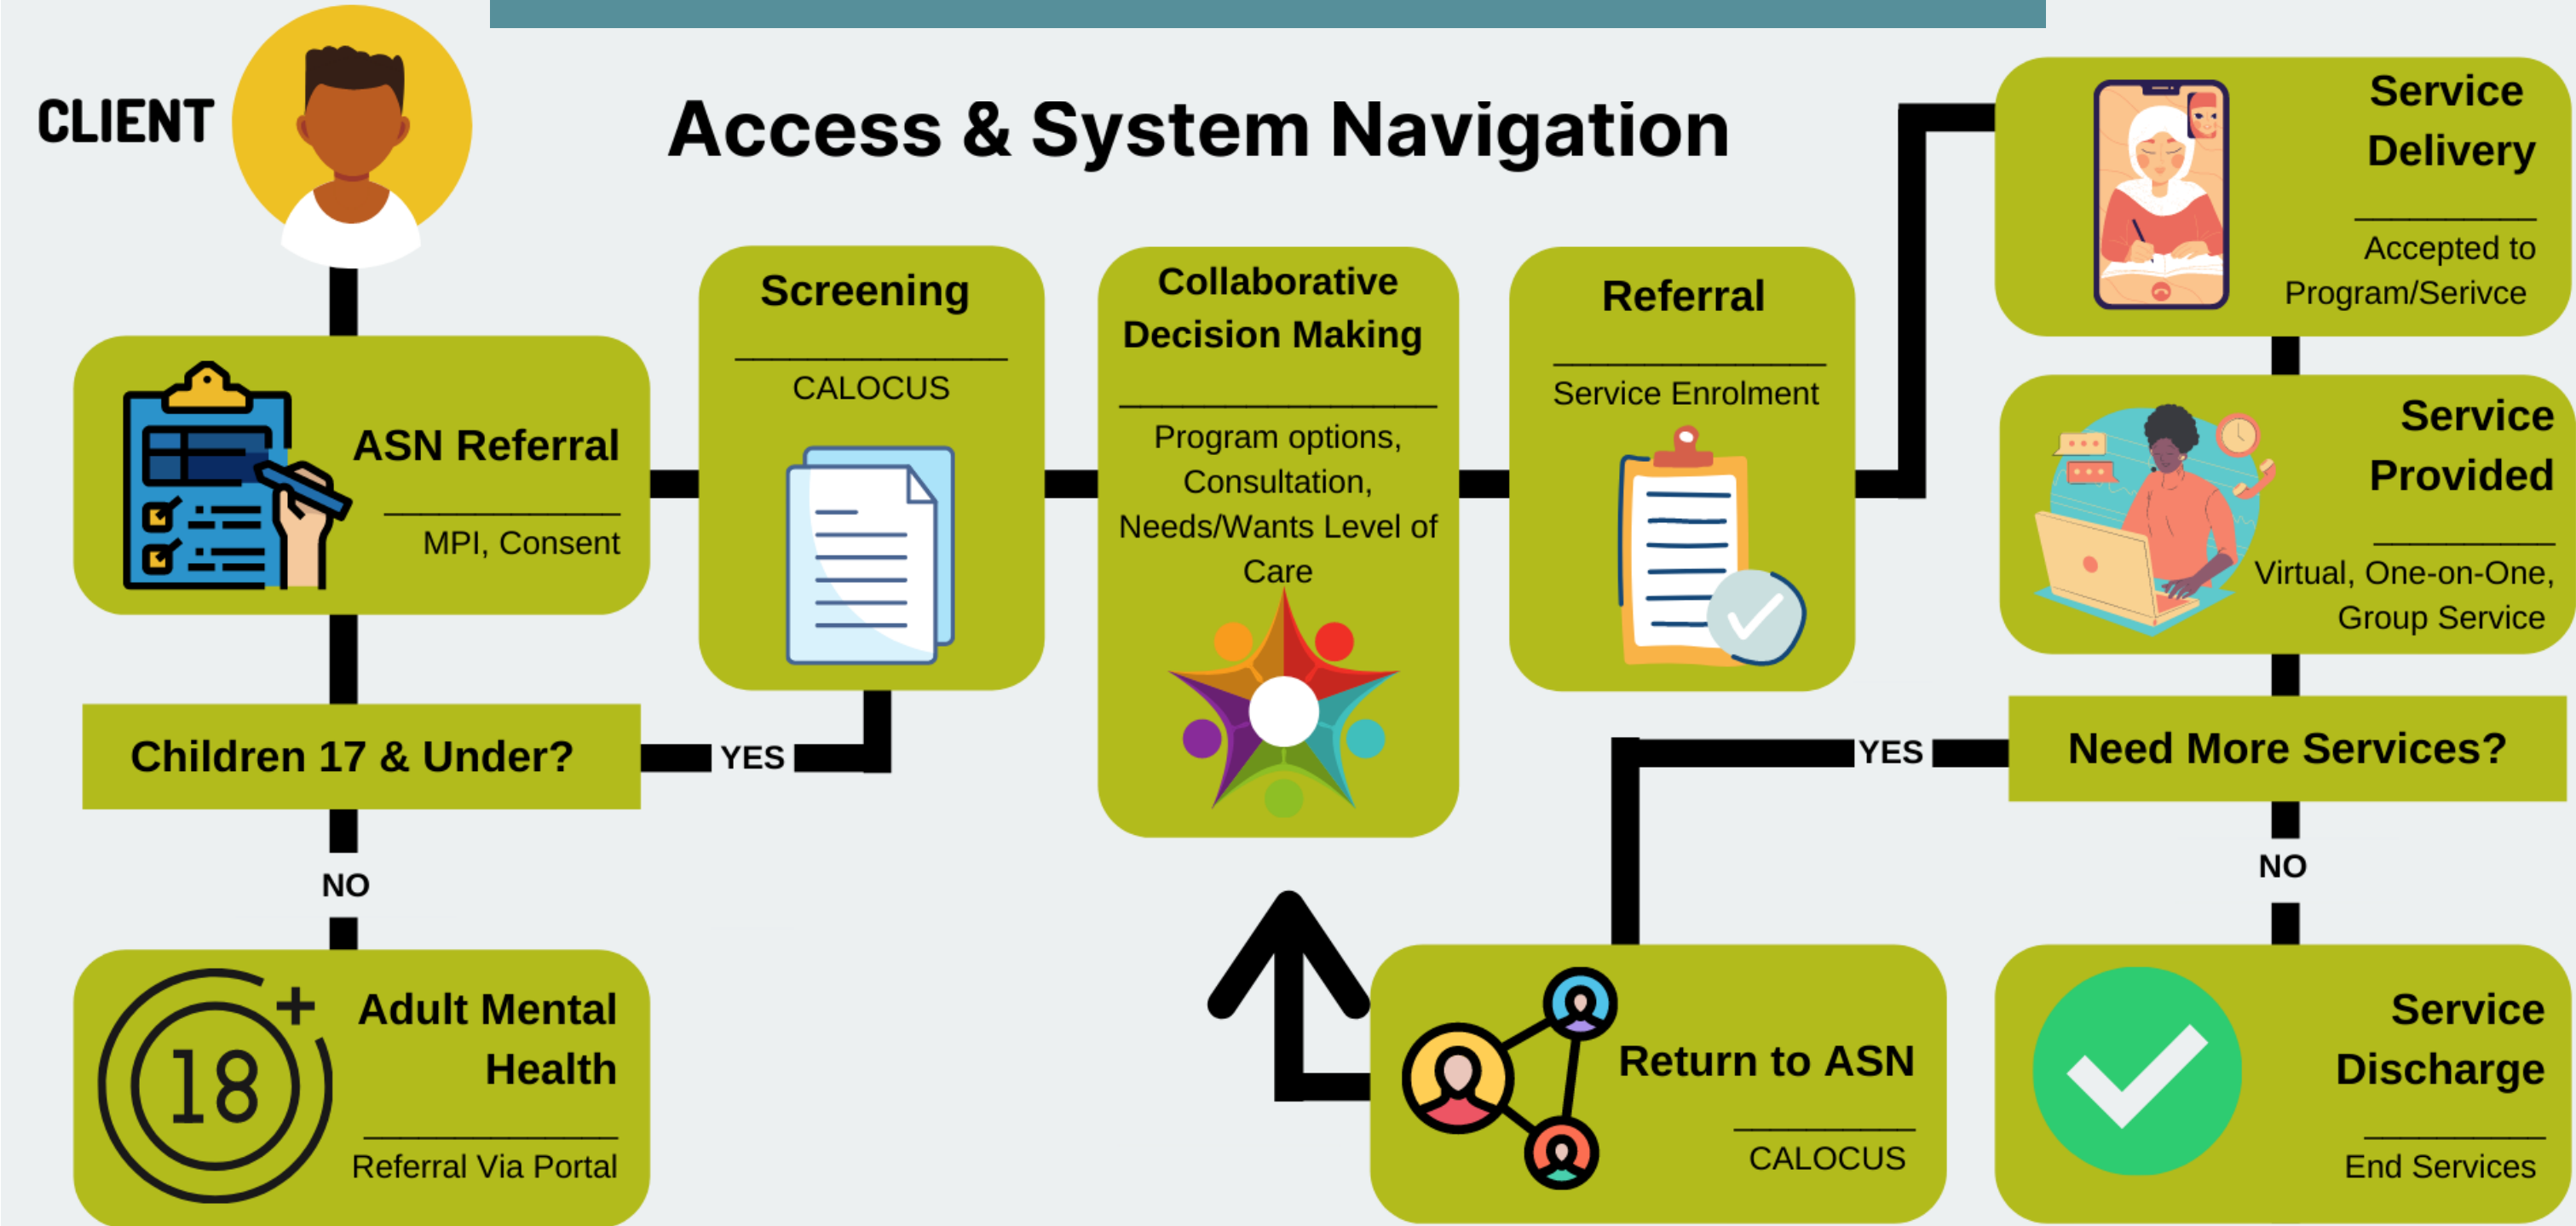 CLIENT
Access & System Navigation
ASN Referral
MPI, Consent
Children 17 & Under?
YES
NO
18
+
Adult Mental
Health
Referral Via Portal
Screening
CALOCUS
Collaborative
Decision Making
Program options,
Consultation,
Needs/Wants Level of
Care
Referral
Service Enrolment
Service
Delivery
Accepted to
Program/Serivce
Service
Provided
Virtual, One-on-One,
Group Service
Need More Services?
YES
NO
Return to ASN
CALOCUS
Service
Discharge
End Services